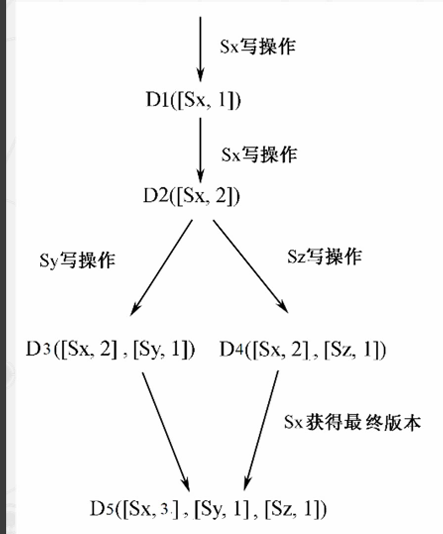 Sx写操作
D1([Sx, 1])
Sx写操作
D2([Sx, 2])
Sy写操作
Sz写操作
D3([Sx, 2] , [Sy, 1])
D4([Sx, 2] , [Sz, 1])
Sx获得最终版本
D5([Sx, 3.] , [Sy, 1] , [Sz, 1])